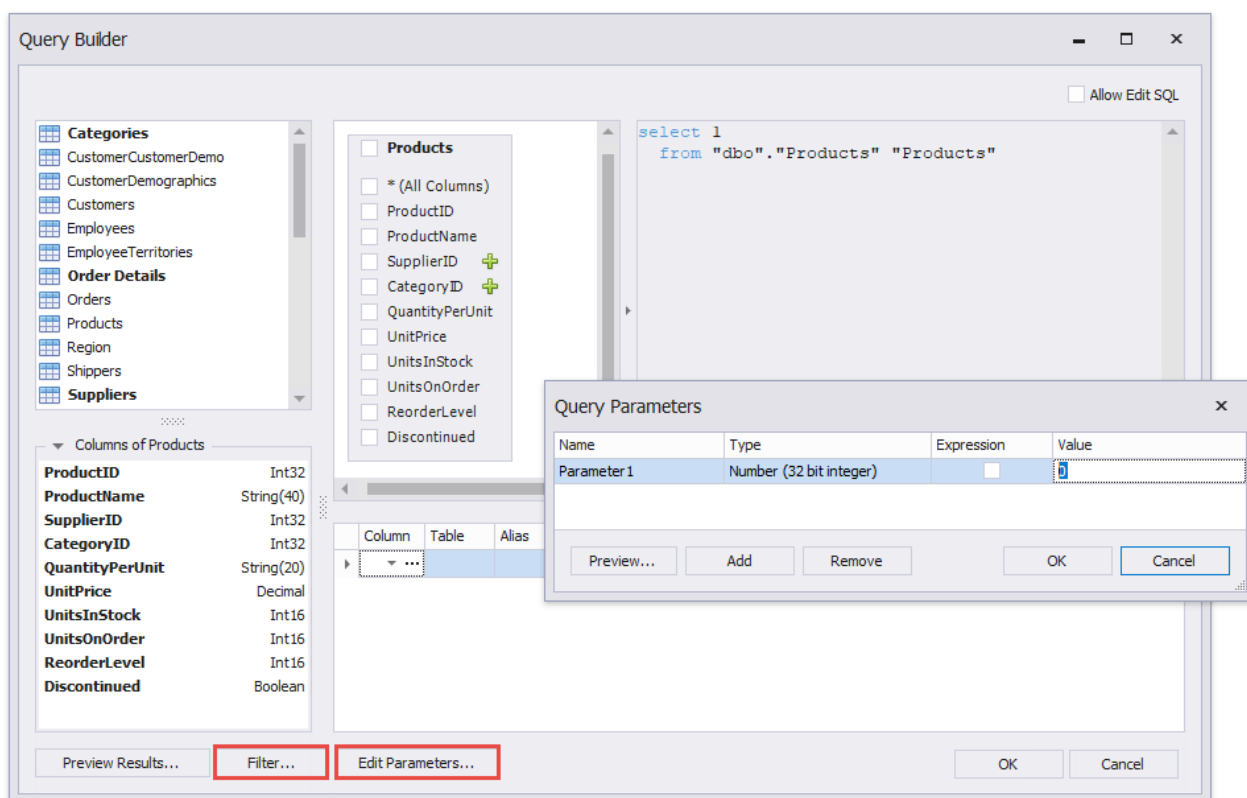 Query Builder
Allow Edit SQL
Categories
CustomerCustomerDemo
CustomerDemographics
Customers
Employees
EmployeeTerritories
Order Details
Orders
Products
Region
Shippers
Suppliers
Products
* (All Columns)
ProductID
ProductName
SupplierID
CategoryID
QuantityPerUnit
UnitPrice
UnitsInStock
UnitsOnOrder
ReorderLevel
Discontinued
select 1
from "dbo"."Products" "Products"
Columns of Products
ProductID Int32
ProductName String(40)
SupplierID Int32
CategoryID Int32
QuantityPerUnit String(20)
UnitPrice Decimal
UnitsInStock Int16
UnitsOnOrder Int16
ReorderLevel Int16
Discontinued Boolean
Column Table Alias
...
Query Parameters
Name Type Expression Value
Parameter1 Number (32 bit integer) 0
Preview... Add Remove OK Cancel
Preview Results... Filter... Edit Parameters... OK Cancel